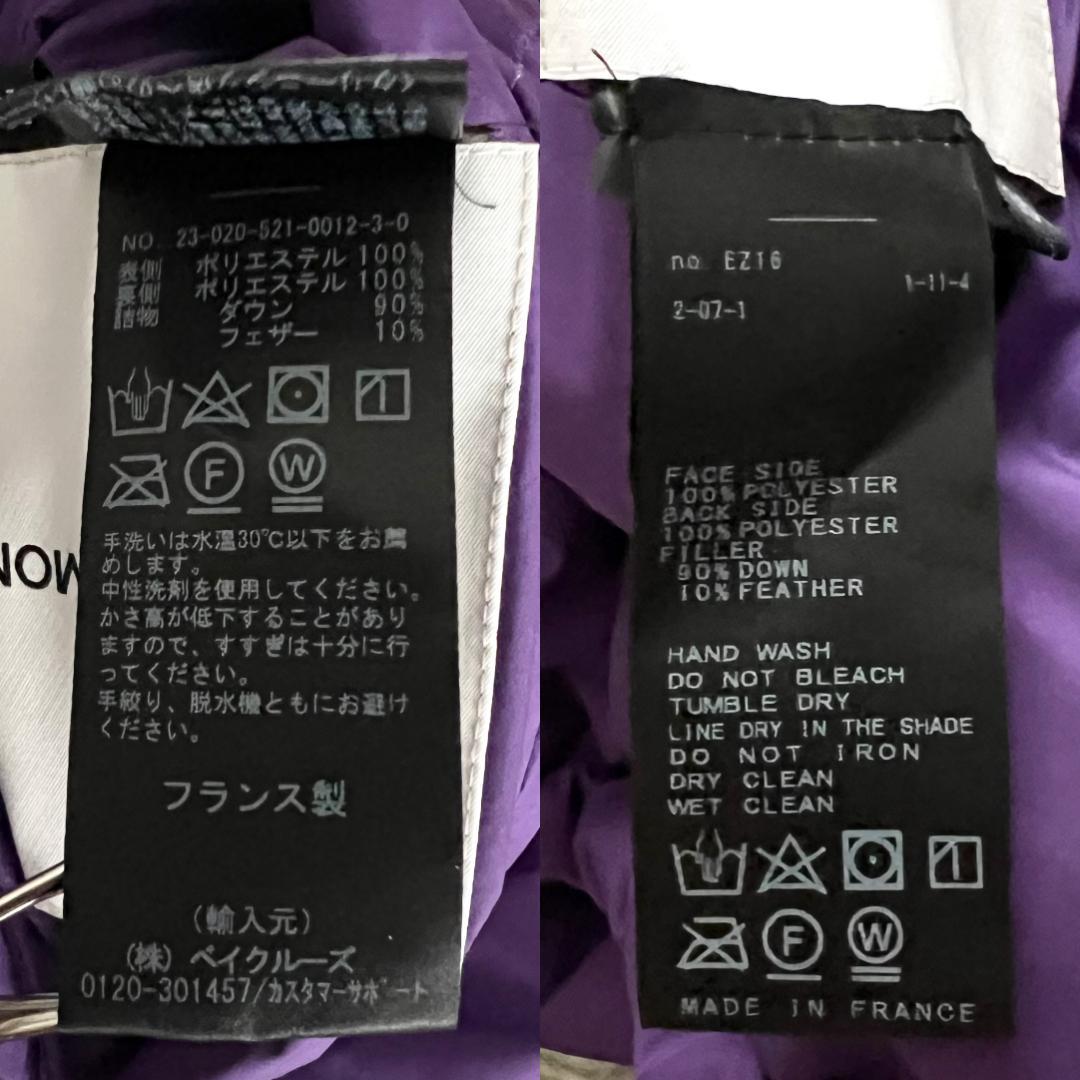 NO. 23-020-521-0012-3-0
表側 ポリエステル 100%
裏側 ポリエステル 100%
詰物 ダウン 90%
フェザー 10%
F W
手洗いは水温30℃以下をお薦
めします。
中性洗剤を使用してください。
かさ高が低下することがあり
ますので、すすぎは十分に行
ってください。
手絞り、脱水機ともにお避け
ください。
フランス製
(輸入元)
(株) ベイクルーズ
0120-301457/カスタマーサポート
MON
no. EZ16
1-11-4
2-07-1
FACE SIDE
100% POLYESTER
BACK SIDE
100% POLYESTER
FILLER
90% DOWN
10% FEATHER
HAND WASH
DO NOT BLEACH
TUMBLE DRY
LINE DRY IN THE SHADE
DO NOT IRON
DRY CLEAN
WET CLEAN
F W
MADE IN FRANCE